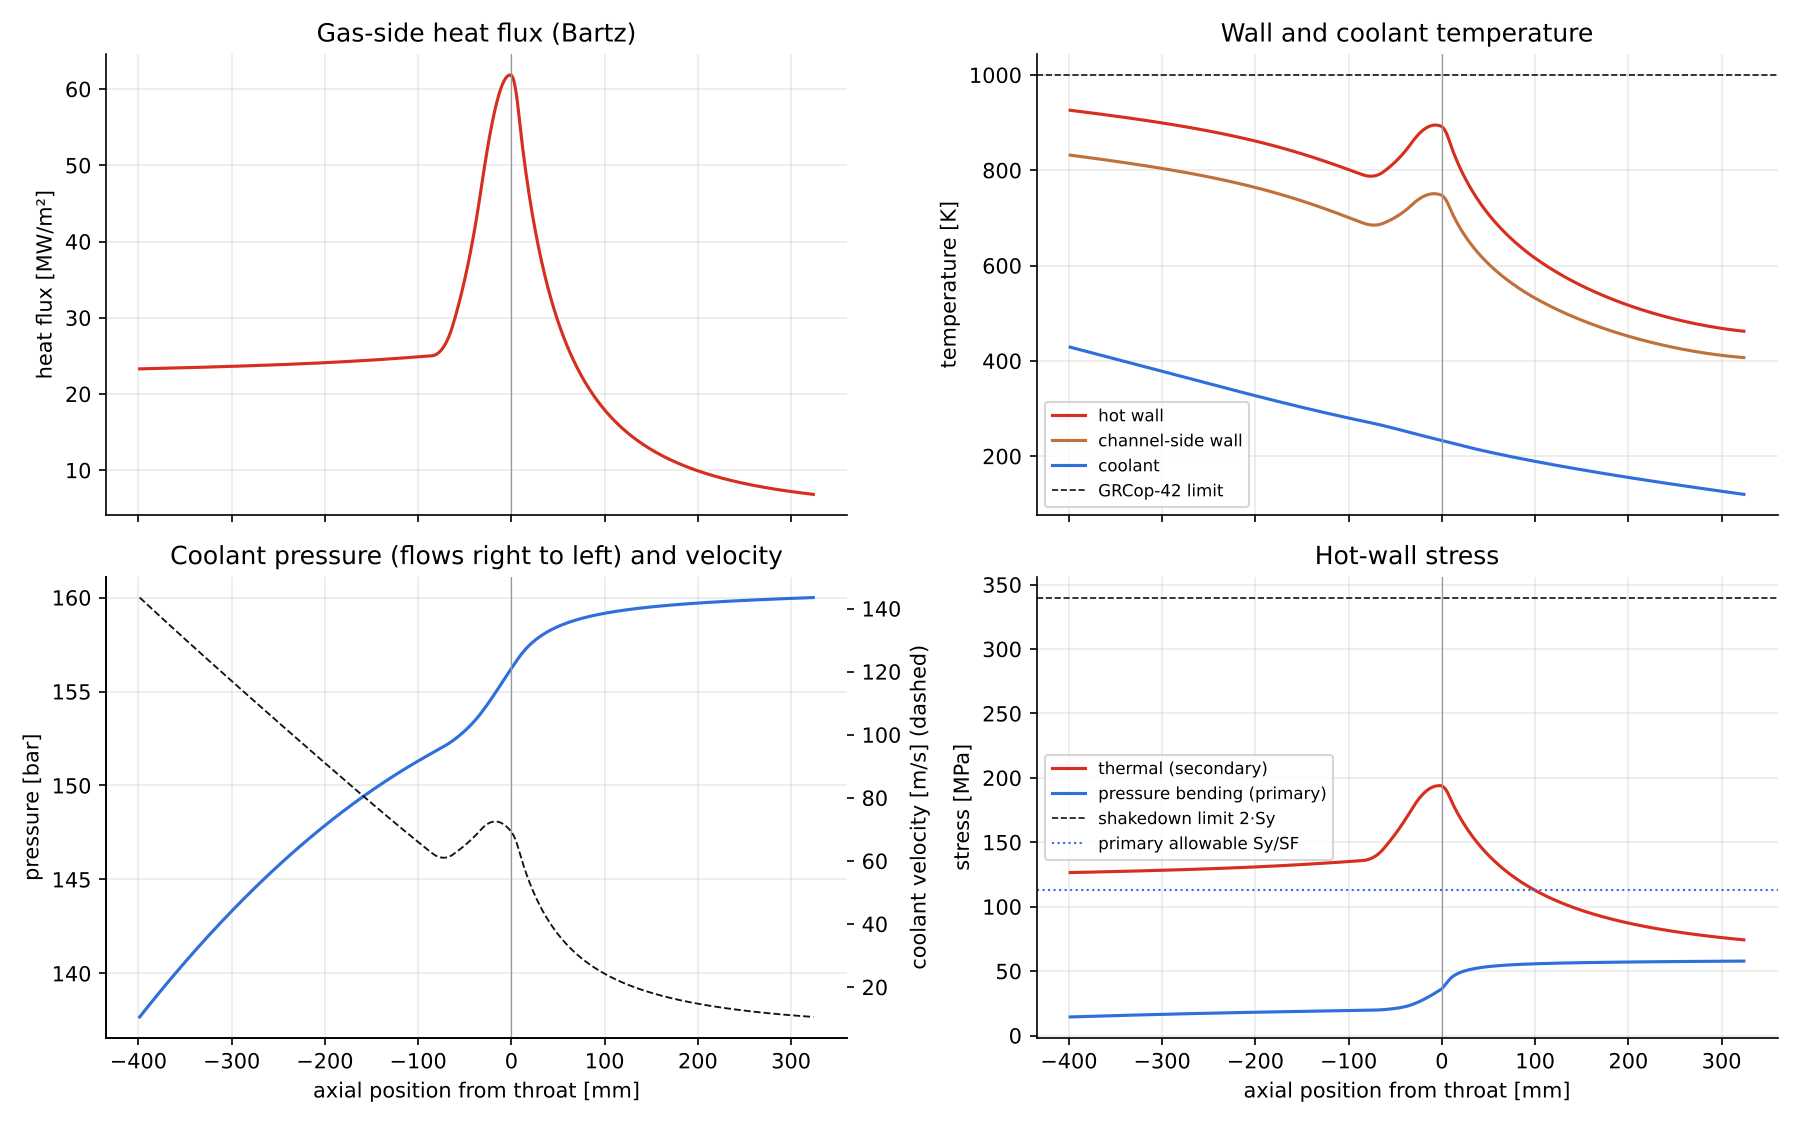 Gas-side heat flux (Bartz)
heat flux [MW/m²]
60
50
40
30
20
10
Wall and coolant temperature
temperature [K]
1000
800
600
400
200
hot wall
channel-side wall
coolant
GRCop-42 limit
Coolant pressure (flows right to left) and velocity
pressure [bar]
160
155
150
145
140
140
120
100
80
60
40
20
coolant velocity [m/s] (dashed)
−400 −300 −200 −100 0 100 200 300
axial position from throat [mm]
Hot-wall stress
stress [MPa]
350
300
250
200
150
100
50
0
thermal (secondary)
pressure bending (primary)
shakedown limit 2·Sy
primary allowable Sy/SF
−400 −300 −200 −100 0 100 200 300
axial position from throat [mm]